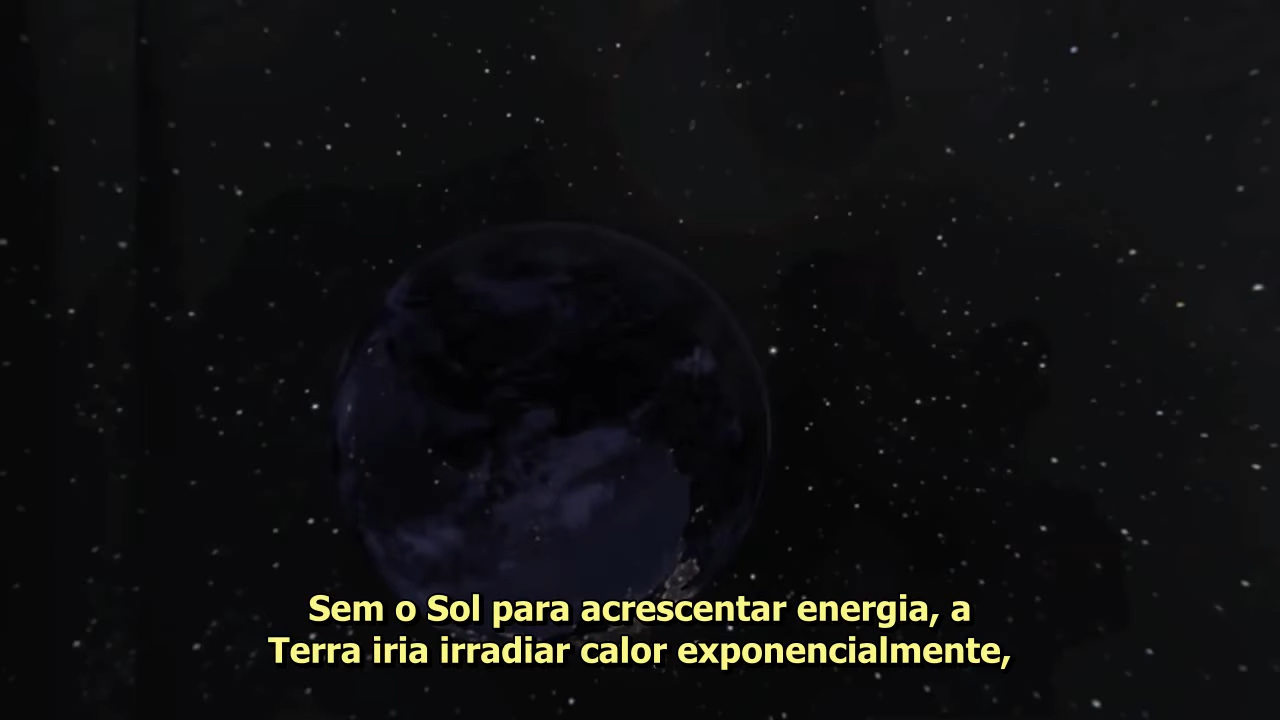 Sem o Sol para acrescentar energia, a
Terra iria irradiar calor exponencialmente,